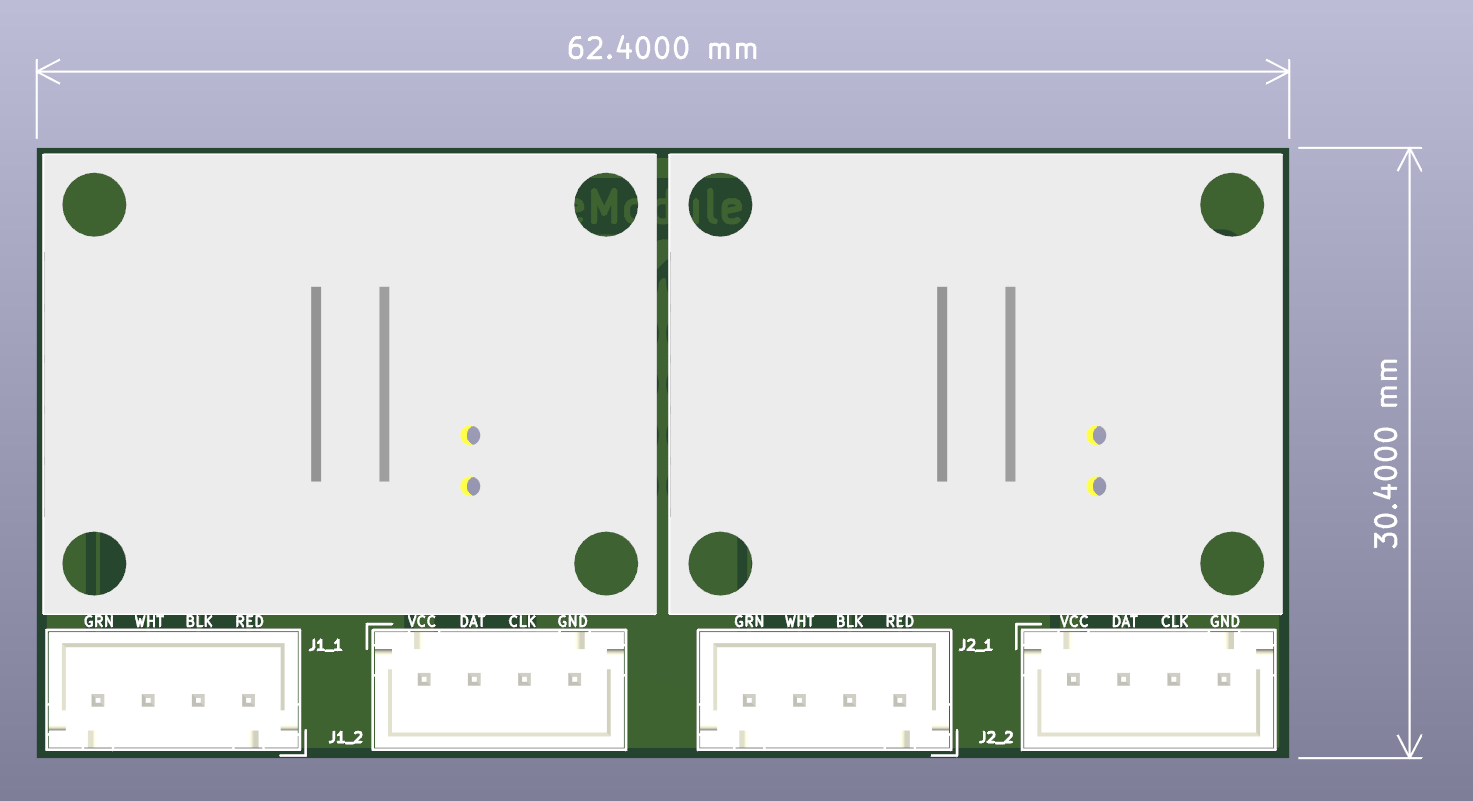 62.4000 mm
eModule
30.4000 mm
GRN WHT BLK RED VCC DAT CLK GND GRN WHT BLK RED VCC DAT CLK GND
J1_1 J2_1
J1_2 J2_2